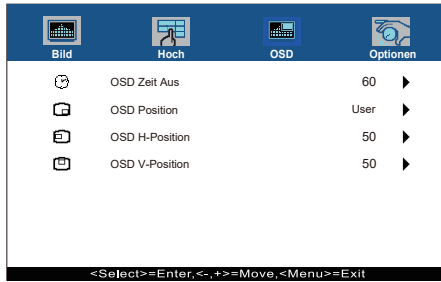 Bild Hoch OSD Optionen
OSD Zeit Aus 60
OSD Position User
OSD H-Position 50
OSD V-Position 50
<Select>=Enter,<-,+>=Move,<Menu>=Exit